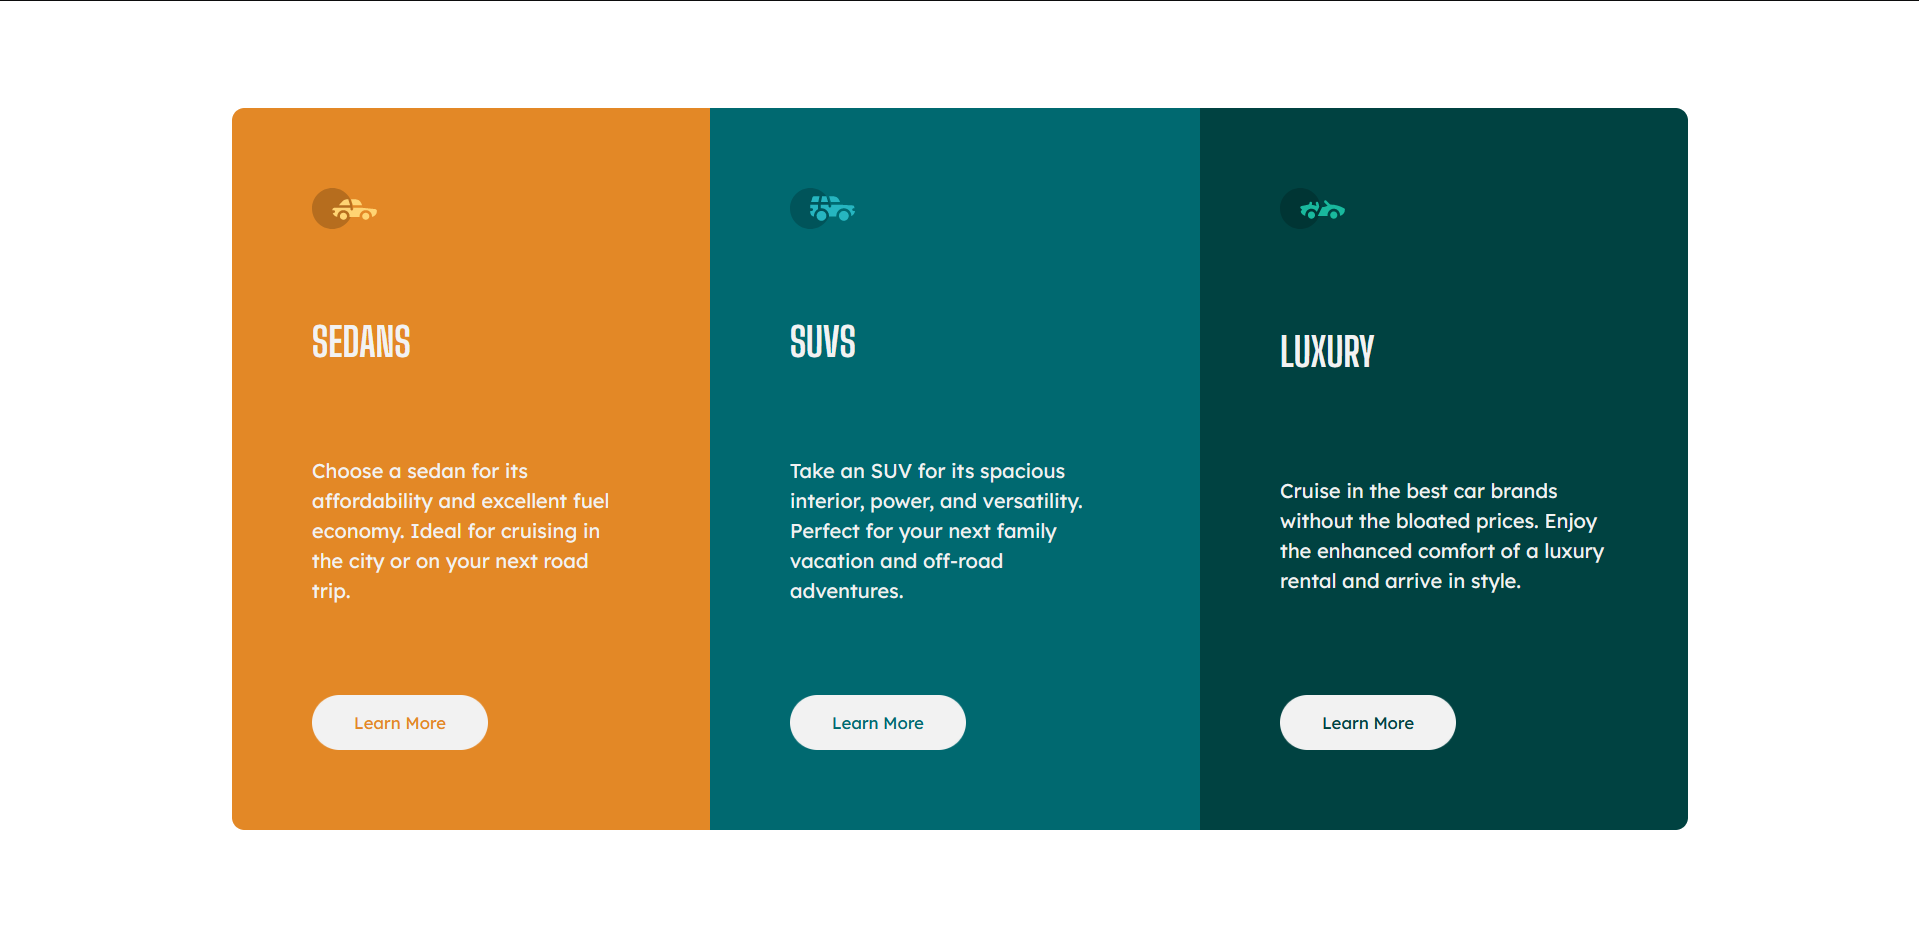 SEDANS
Choose a sedan for its
affordability and excellent fuel
economy. Ideal for cruising in
the city or on your next road
trip.
Learn More
SUVS
Take an SUV for its spacious
interior, power, and versatility.
Perfect for your next family
vacation and off-road
adventures.
Learn More
LUXURY
Cruise in the best car brands
without the bloated prices. Enjoy
the enhanced comfort of a luxury
rental and arrive in style.
Learn More